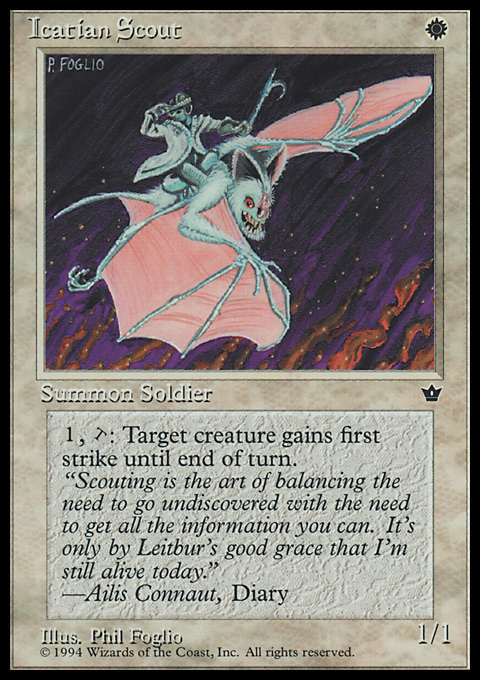 Icatian Scout
P. FOGLIO
Summon Soldier
1, T: Target creature gains first
strike until end of turn.
“Scouting is the art of balancing the
need to go undiscovered with the need
to get all the information you can. It's
only by Leitbur's good grace that I'm
still alive today.”
—Ailis Connaut, Diary
Illus. Phil Foglio
1/1
© 1994 Wizards of the Coast, Inc. All rights reserved.